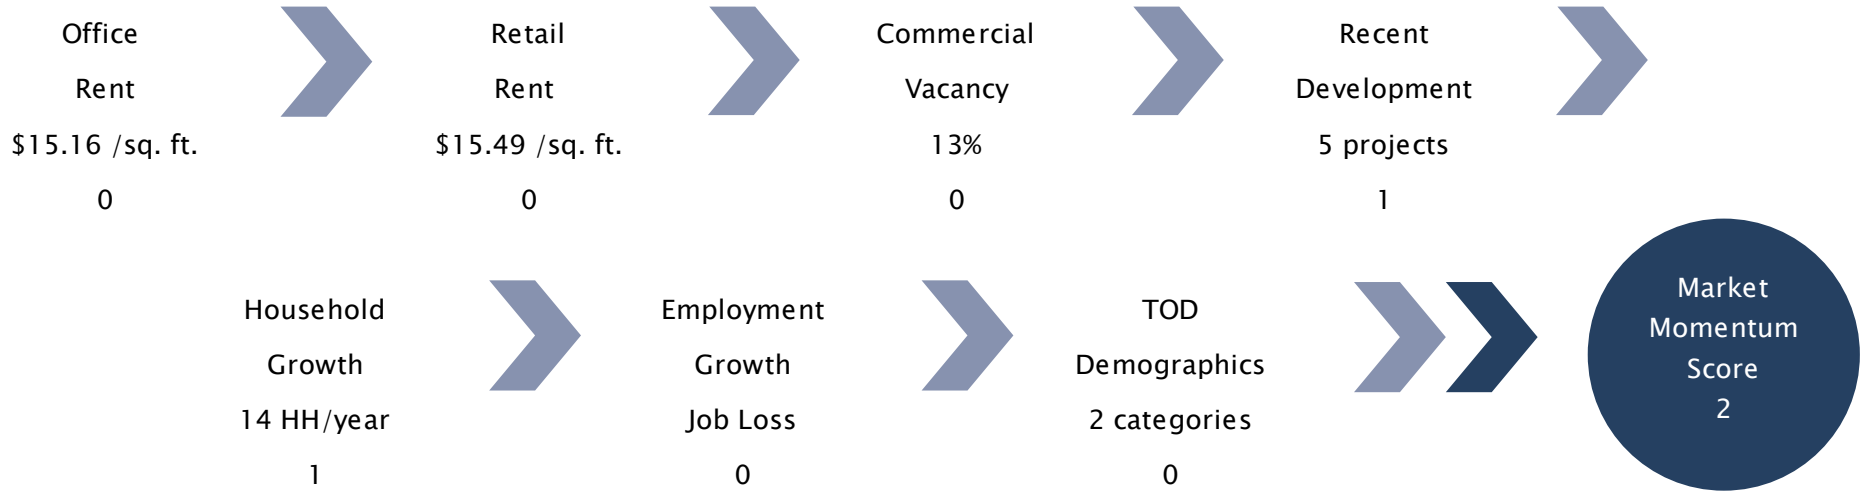 Office
Rent
$15.16 /sq. ft.
0
Retail
Rent
$15.49 /sq. ft.
0
Commercial
Vacancy
13%
0
Recent
Development
5 projects
1
Household
Growth
14 HH/year
1
Employment
Growth
Job Loss
0
TOD
Demographics
2 categories
0
Market
Momentum
Score
2